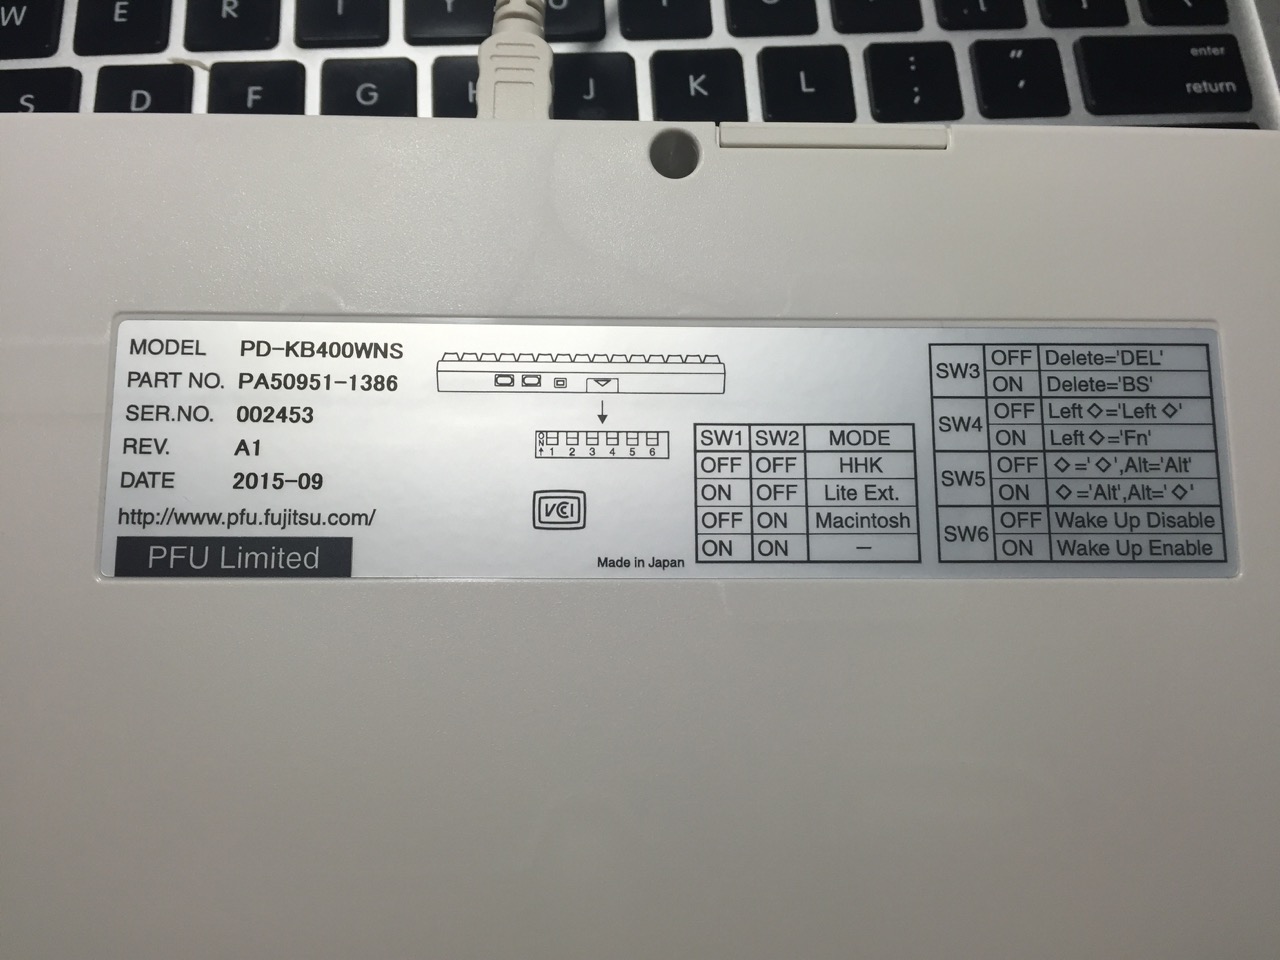 W E R T Y U
S D F G H J K L : ; " ' enter return
MODEL PD-KB400WNS
PART NO. PA50951-1386
SER.NO. 002453
REV. A1
DATE 2015-09
http://www.pfu.fujitsu.com/
PFU Limited
ON
1 2 3 4 5 6
VCCI
Made in Japan
SW1 SW2 MODE
OFF OFF HHK
ON OFF Lite Ext.
OFF ON Macintosh
ON ON —
SW3 OFF Delete='DEL'
ON Delete='BS'
SW4 OFF Left◇='Left◇'
ON Left◇='Fn'
SW5 OFF ◇='◇',Alt='Alt'
ON ◇='Alt',Alt='◇'
SW6 OFF Wake Up Disable
ON Wake Up Enable